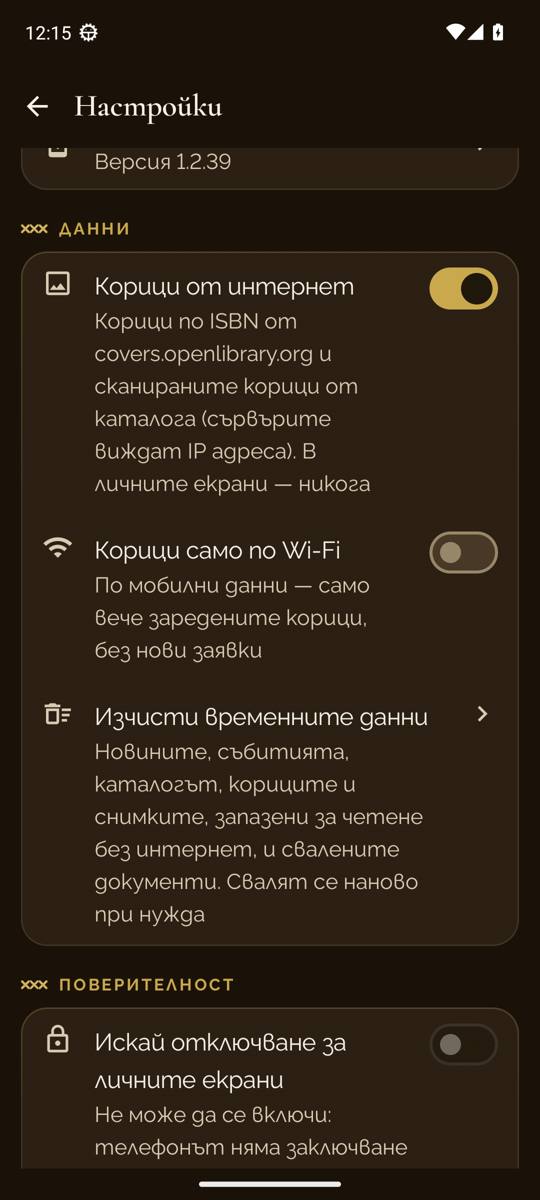 12:15
Настройки
Версия 1.2.39
ДАННИ
Корици от интернет
Корици по ISBN от
covers.openlibrary.org и
сканираните корици от
каталога (сървърите
виждат IP адреса). В
личните екрани — никога
Корици само по Wi-Fi
По мобилни данни — само
вече заредените корици,
без нови заявки
Изчисти временните данни
Новините, събитията,
каталогът, кориците и
снимките, запазени за четене
без интернет, и свалените
документи. Свалят се наново
при нужда
ПОВЕРИТЕЛНОСТ
Искай отключване за
личните екрани
Не може да се включи:
телефонът няма заключване